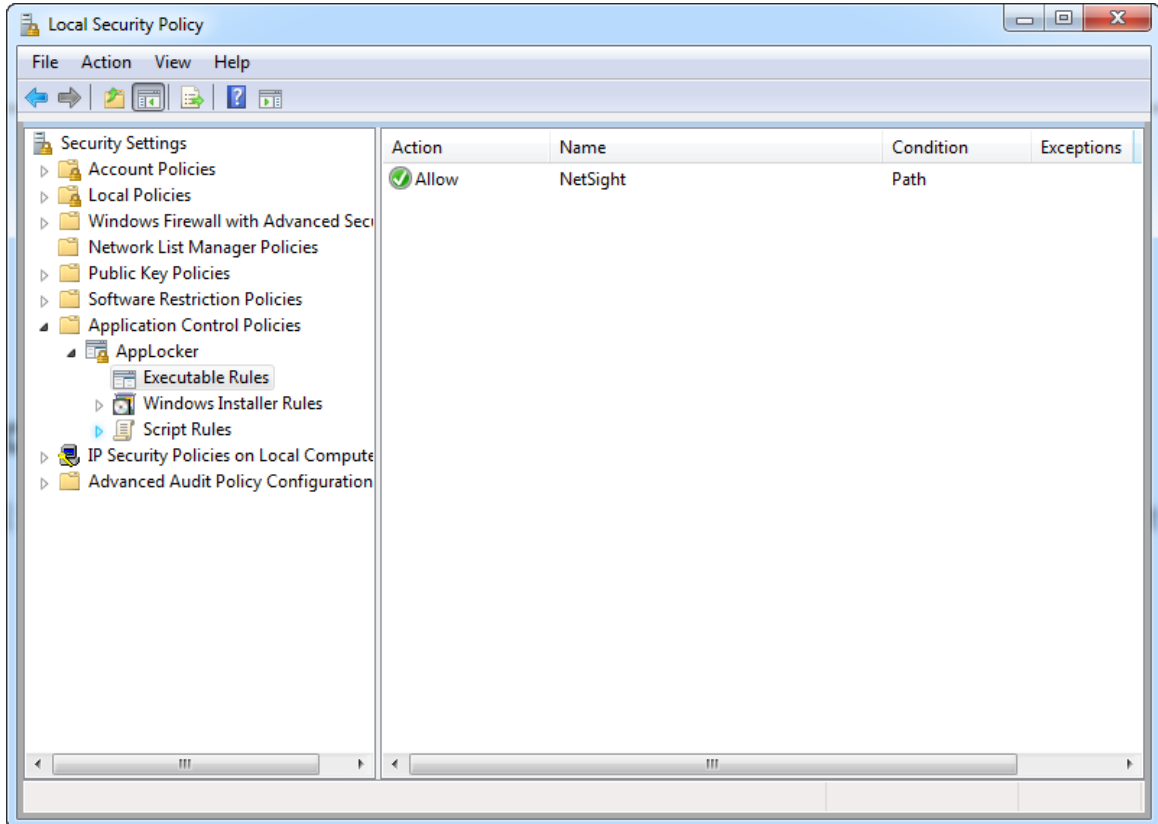 Local Security Policy
File Action View Help
Security Settings
Account Policies
Local Policies
Windows Firewall with Advanced Secu
Network List Manager Policies
Public Key Policies
Software Restriction Policies
Application Control Policies
AppLocker
Executable Rules
Windows Installer Rules
Script Rules
IP Security Policies on Local Compute
Advanced Audit Policy Configuration
Action Name Condition Exceptions
Allow NetSight Path